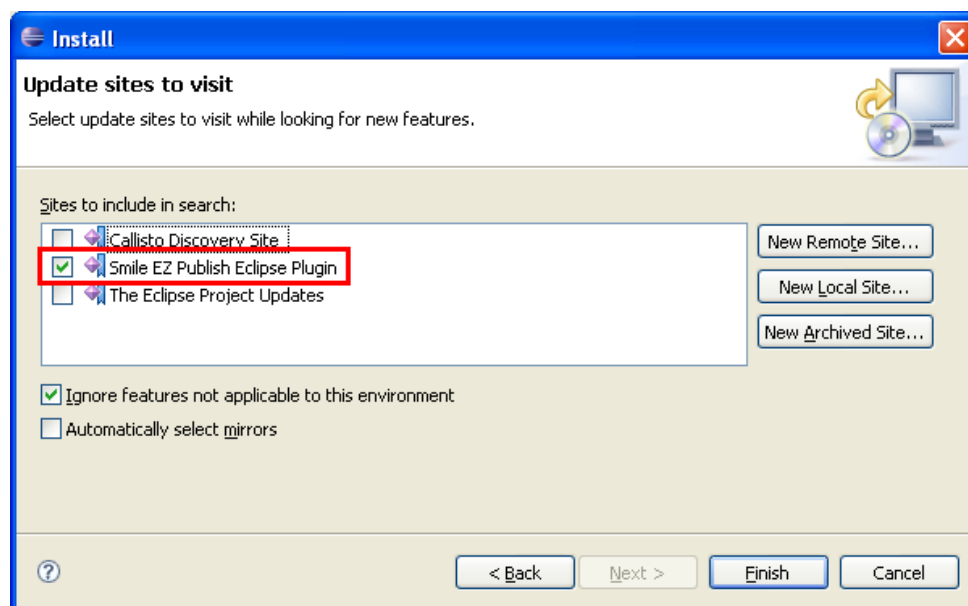 Install
Update sites to visit
Select update sites to visit while looking for new features.
Sites to include in search:
Callisto Discovery Site
Smile EZ Publish Eclipse Plugin
The Eclipse Project Updates
New Remote Site...
New Local Site...
New Archived Site...
Ignore features not applicable to this environment
Automatically select mirrors
?
< Back
Next >
Finish
Cancel